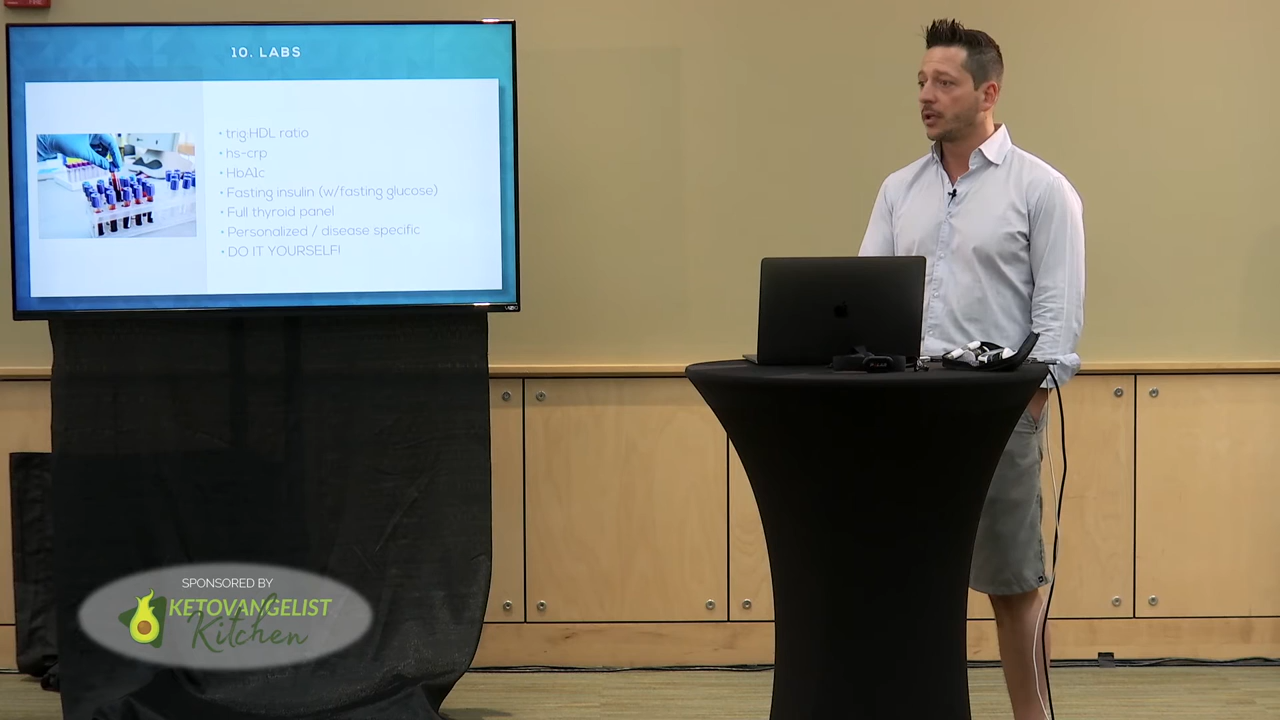 10. LABS
• trig:HDL ratio
• hs-crp
• HbA1c
• Fasting insulin (w/fasting glucose)
• Full thyroid panel
• Personalized / disease specific
• DO IT YOURSELF!
VIZIO
SPONSORED BY
KETOVANGELIST
Kitchen